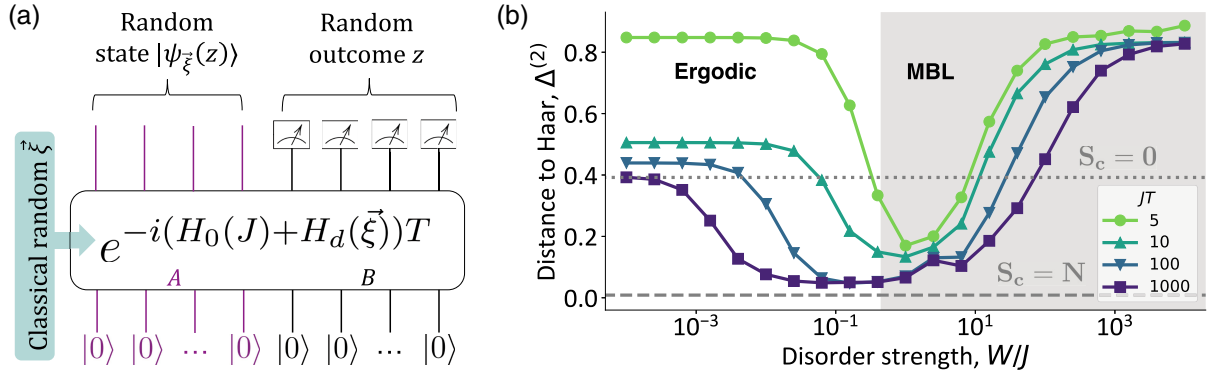 (a)
Random
state |ψ_ξ⃗(z)⟩
Random
outcome z
Classical random ξ⃗
e^{-i(H_0(J)+H_d(ξ⃗))T}
A
B
|0⟩ |0⟩ ... |0⟩ |0⟩ |0⟩ ... |0⟩
(b)
Distance to Haar, Δ^{(2)}
0.8
0.6
0.4
0.2
0.0
Ergodic
MBL
S_c = 0
S_c = N
JT
5
10
100
1000
10^{-3} 10^{-1} 10^{1} 10^{3}
Disorder strength, W/J